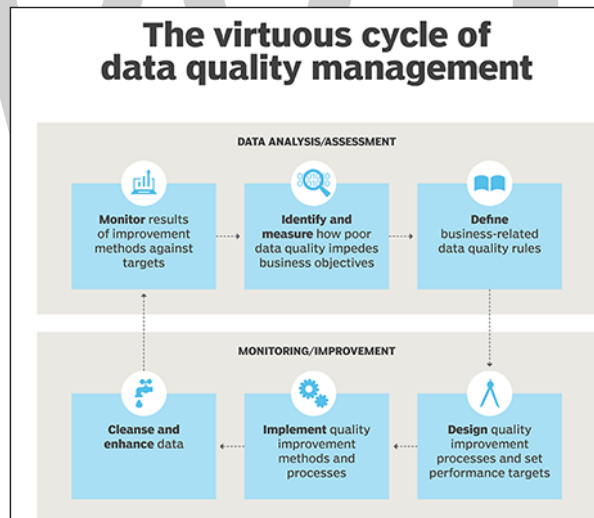 The virtuous cycle of
data quality management
DATA ANALYSIS/ASSESSMENT
Monitor results
of improvement
methods against
targets
Identify and
measure how poor
data quality impedes
business objectives
Define
business-related
data quality rules
MONITORING/IMPROVEMENT
Cleanse and
enhance data
Implement quality
improvement
methods and
processes
Design quality
improvement
processes and set
performance targets